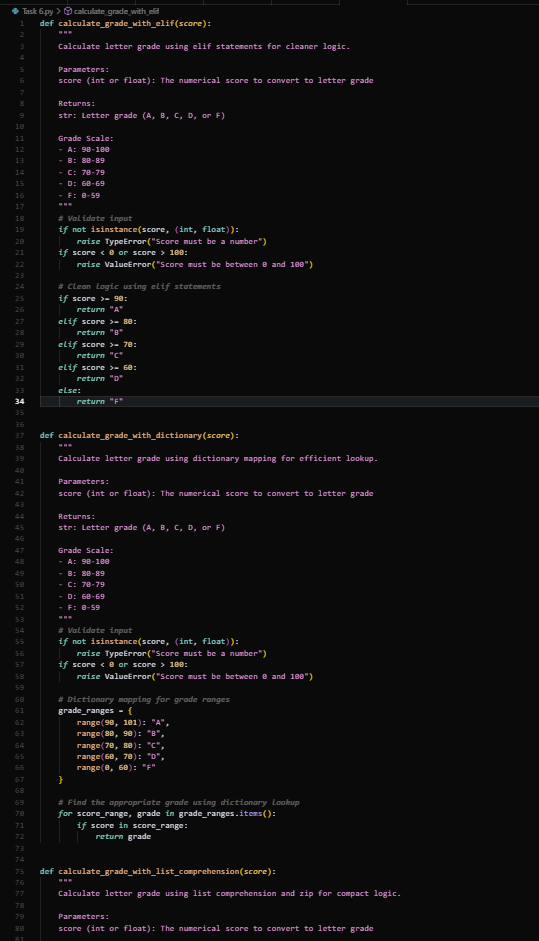 Task 6.py > calculate_grade_with_elif
1 def calculate_grade_with_elif(score):
2 """
3 Calculate letter grade using elif statements for cleaner logic.
4
5 Parameters:
6 score (int or float): The numerical score to convert to letter grade
7
8 Returns:
9 str: Letter grade (A, B, C, D, or F)
10
11 Grade Scale:
12 - A: 90-100
13 - B: 80-89
14 - C: 70-79
15 - D: 60-69
16 - F: 0-59
17 """
18 # Validate input
19 if not isinstance(score, (int, float)):
20 raise TypeError("Score must be a number")
21 if score < 0 or score > 100:
22 raise ValueError("Score must be between 0 and 100")
23
24 # Clean logic using elif statements
25 if score >= 90:
26 return "A"
27 elif score >= 80:
28 return "B"
29 elif score >= 70:
30 return "C"
31 elif score >= 60:
32 return "D"
33 else:
34 return "F"
35
36
37 def calculate_grade_with_dictionary(score):
38 """
39 Calculate letter grade using dictionary mapping for efficient lookup.
40
41 Parameters:
42 score (int or float): The numerical score to convert to letter grade
43
44 Returns:
45 str: Letter grade (A, B, C, D, or F)
46
47 Grade Scale:
48 - A: 90-100
49 - B: 80-89
50 - C: 70-79
51 - D: 60-69
52 - F: 0-59
53 """
54 # Validate input
55 if not isinstance(score, (int, float)):
56 raise TypeError("Score must be a number")
57 if score < 0 or score > 100:
58 raise ValueError("Score must be between 0 and 100")
59
60 # Dictionary mapping for grade ranges
61 grade_ranges = {
62 range(90, 101): "A",
63 range(80, 90): "B",
64 range(70, 80): "C",
65 range(60, 70): "D",
66 range(0, 60): "F"
67 }
68
69 # Find the appropriate grade using dictionary lookup
70 for score_range, grade in grade_ranges.items():
71 if score in score_range:
72 return grade
73
74
75 def calculate_grade_with_list_comprehension(score):
76 """
77 Calculate letter grade using list comprehension and zip for compact logic.
78
79 Parameters:
80 score (int or float): The numerical score to convert to letter grade
81